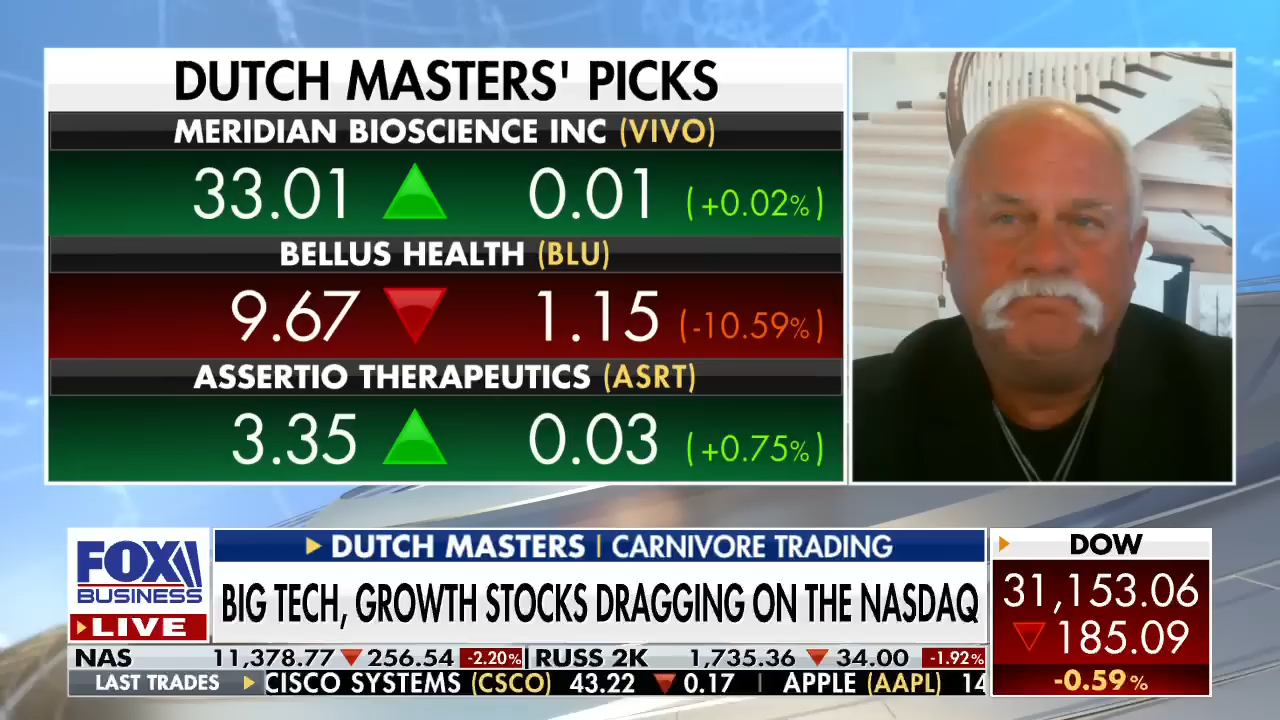 DUTCH MASTERS' PICKS
MERIDIAN BIOSCIENCE INC (VIVO)
33.01 ▲ 0.01 (+0.02%)
BELLUS HEALTH (BLU)
9.67 ▼ 1.15 (-10.59%)
ASSERTIO THERAPEUTICS (ASRT)
3.35 ▲ 0.03 (+0.75%)
FOX BUSINESS
LIVE
DUTCH MASTERS | CARNIVORE TRADING
BIG TECH, GROWTH STOCKS DRAGGING ON THE NASDAQ
DOW
31,153.06
▼ 185.09
-0.59%
NAS 11,378.77 ▼ 256.54 -2.20% RUSS 2K 1,735.36 ▼ 34.00 -1.92%
LAST TRADES CISCO SYSTEMS (CSCO) 43.22 ▼ 0.17 | APPLE (AAPL) 14